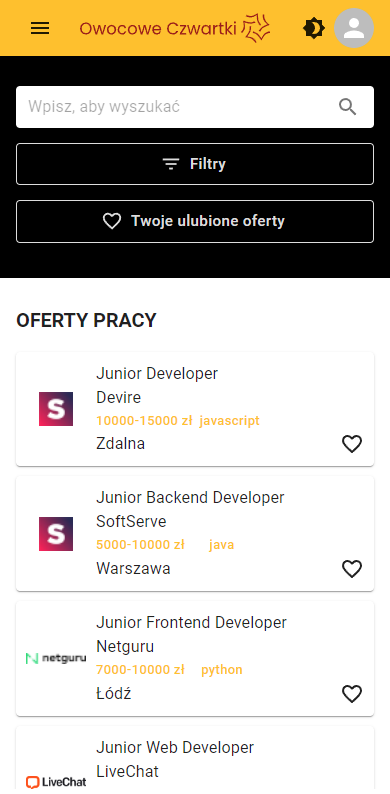 Owocowe Czwartki
Wpisz, aby wyszukać
Filtry
Twoje ulubione oferty
OFERTY PRACY
S
Junior Developer
Devire
10000-15000 zł javascript
Zdalna
S
Junior Backend Developer
SoftServe
5000-10000 zł java
Warszawa
netguru
Junior Frontend Developer
Netguru
7000-10000 zł python
Łódź
LiveChat
Junior Web Developer
LiveChat